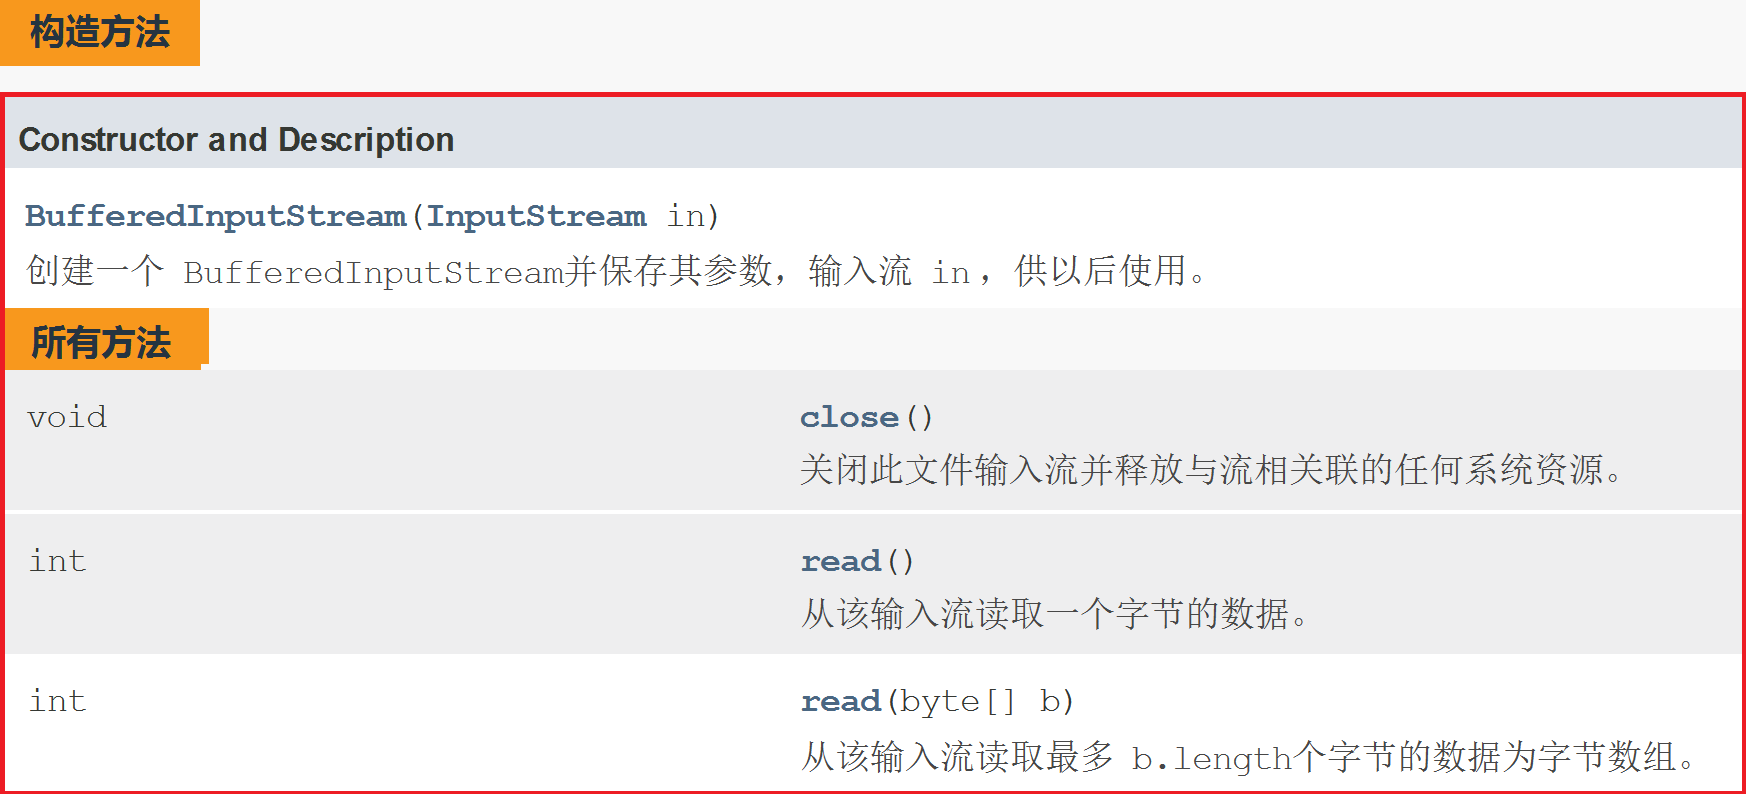 构造方法
Constructor and Description
BufferedInputStream(InputStream in)
创建一个 BufferedInputStream并保存其参数，输入流 in ，供以后使用。
所有方法
void
close()
关闭此文件输入流并释放与流相关联的任何系统资源。
int
read()
从该输入流读取一个字节的数据。
int
read(byte[] b)
从该输入流读取最多 b.length个字节的数据为字节数组。